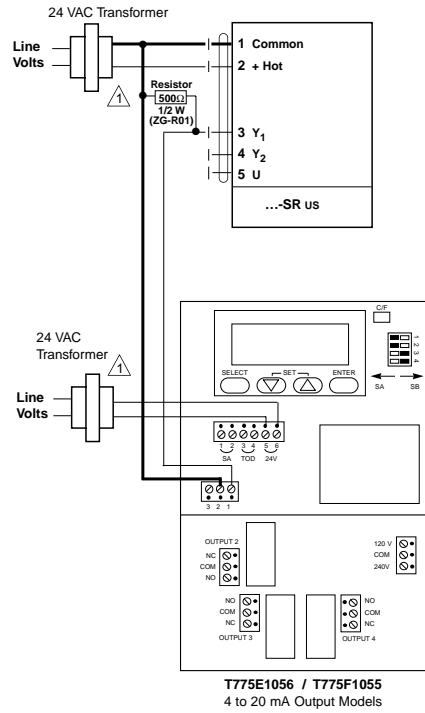 24 VAC Transformer
Line
Volts
1 Common
2 + Hot
1
Resistor
500Ω
1/2 W
(ZG-R01)
3 Y₁
4 Y₂
5 U
...-SR US
C/F
1
2
3
4
SELECT
SET
ENTER
SA
SB
24 VAC
Transformer
1
Line
Volts
1 2 3 4 5 6
SA TOD 24V
3 2 1
OUTPUT 2
NC
COM
NO
120 V
COM
240V
NO
COM
NC
OUTPUT 3
NO
COM
NC
OUTPUT 4
T775E1056 / T775F1055
4 to 20 mA Output Models